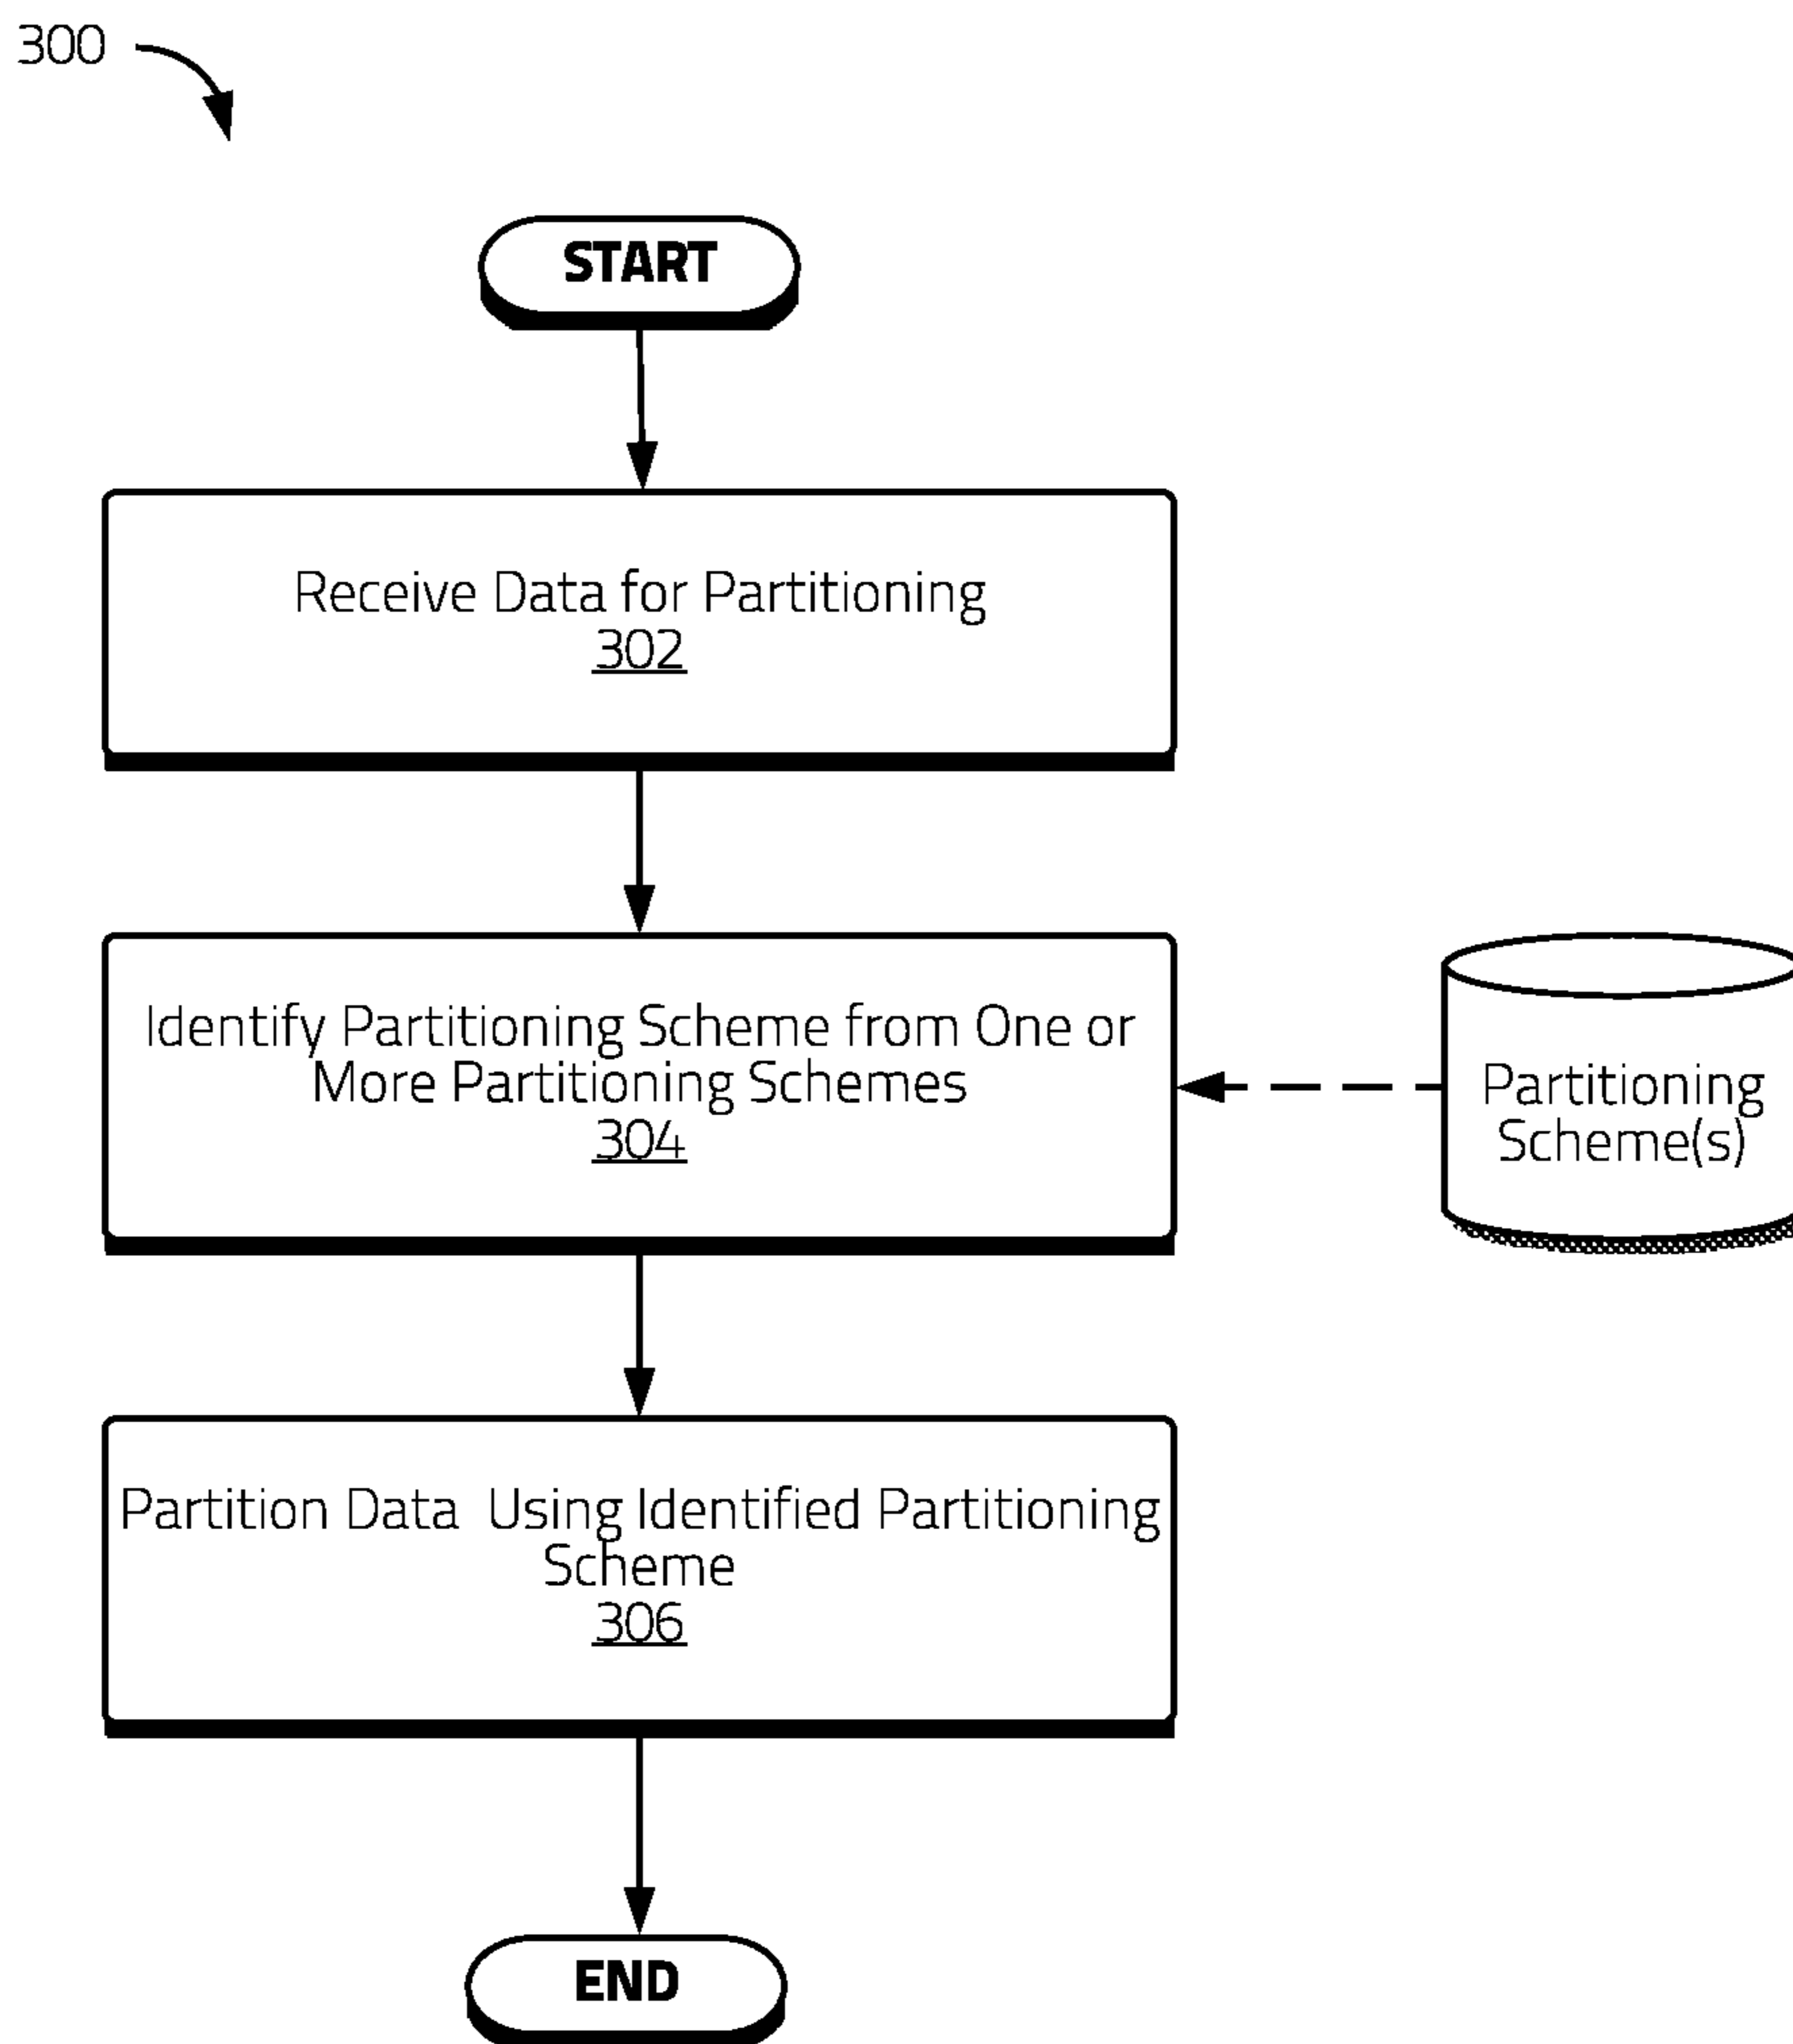 300
START
Receive Data for Partitioning
302
Identify Partitioning Scheme from One or
More Partitioning Schemes
304
Partitioning
Scheme(s)
Partition Data  Using Identified Partitioning
Scheme
306
END